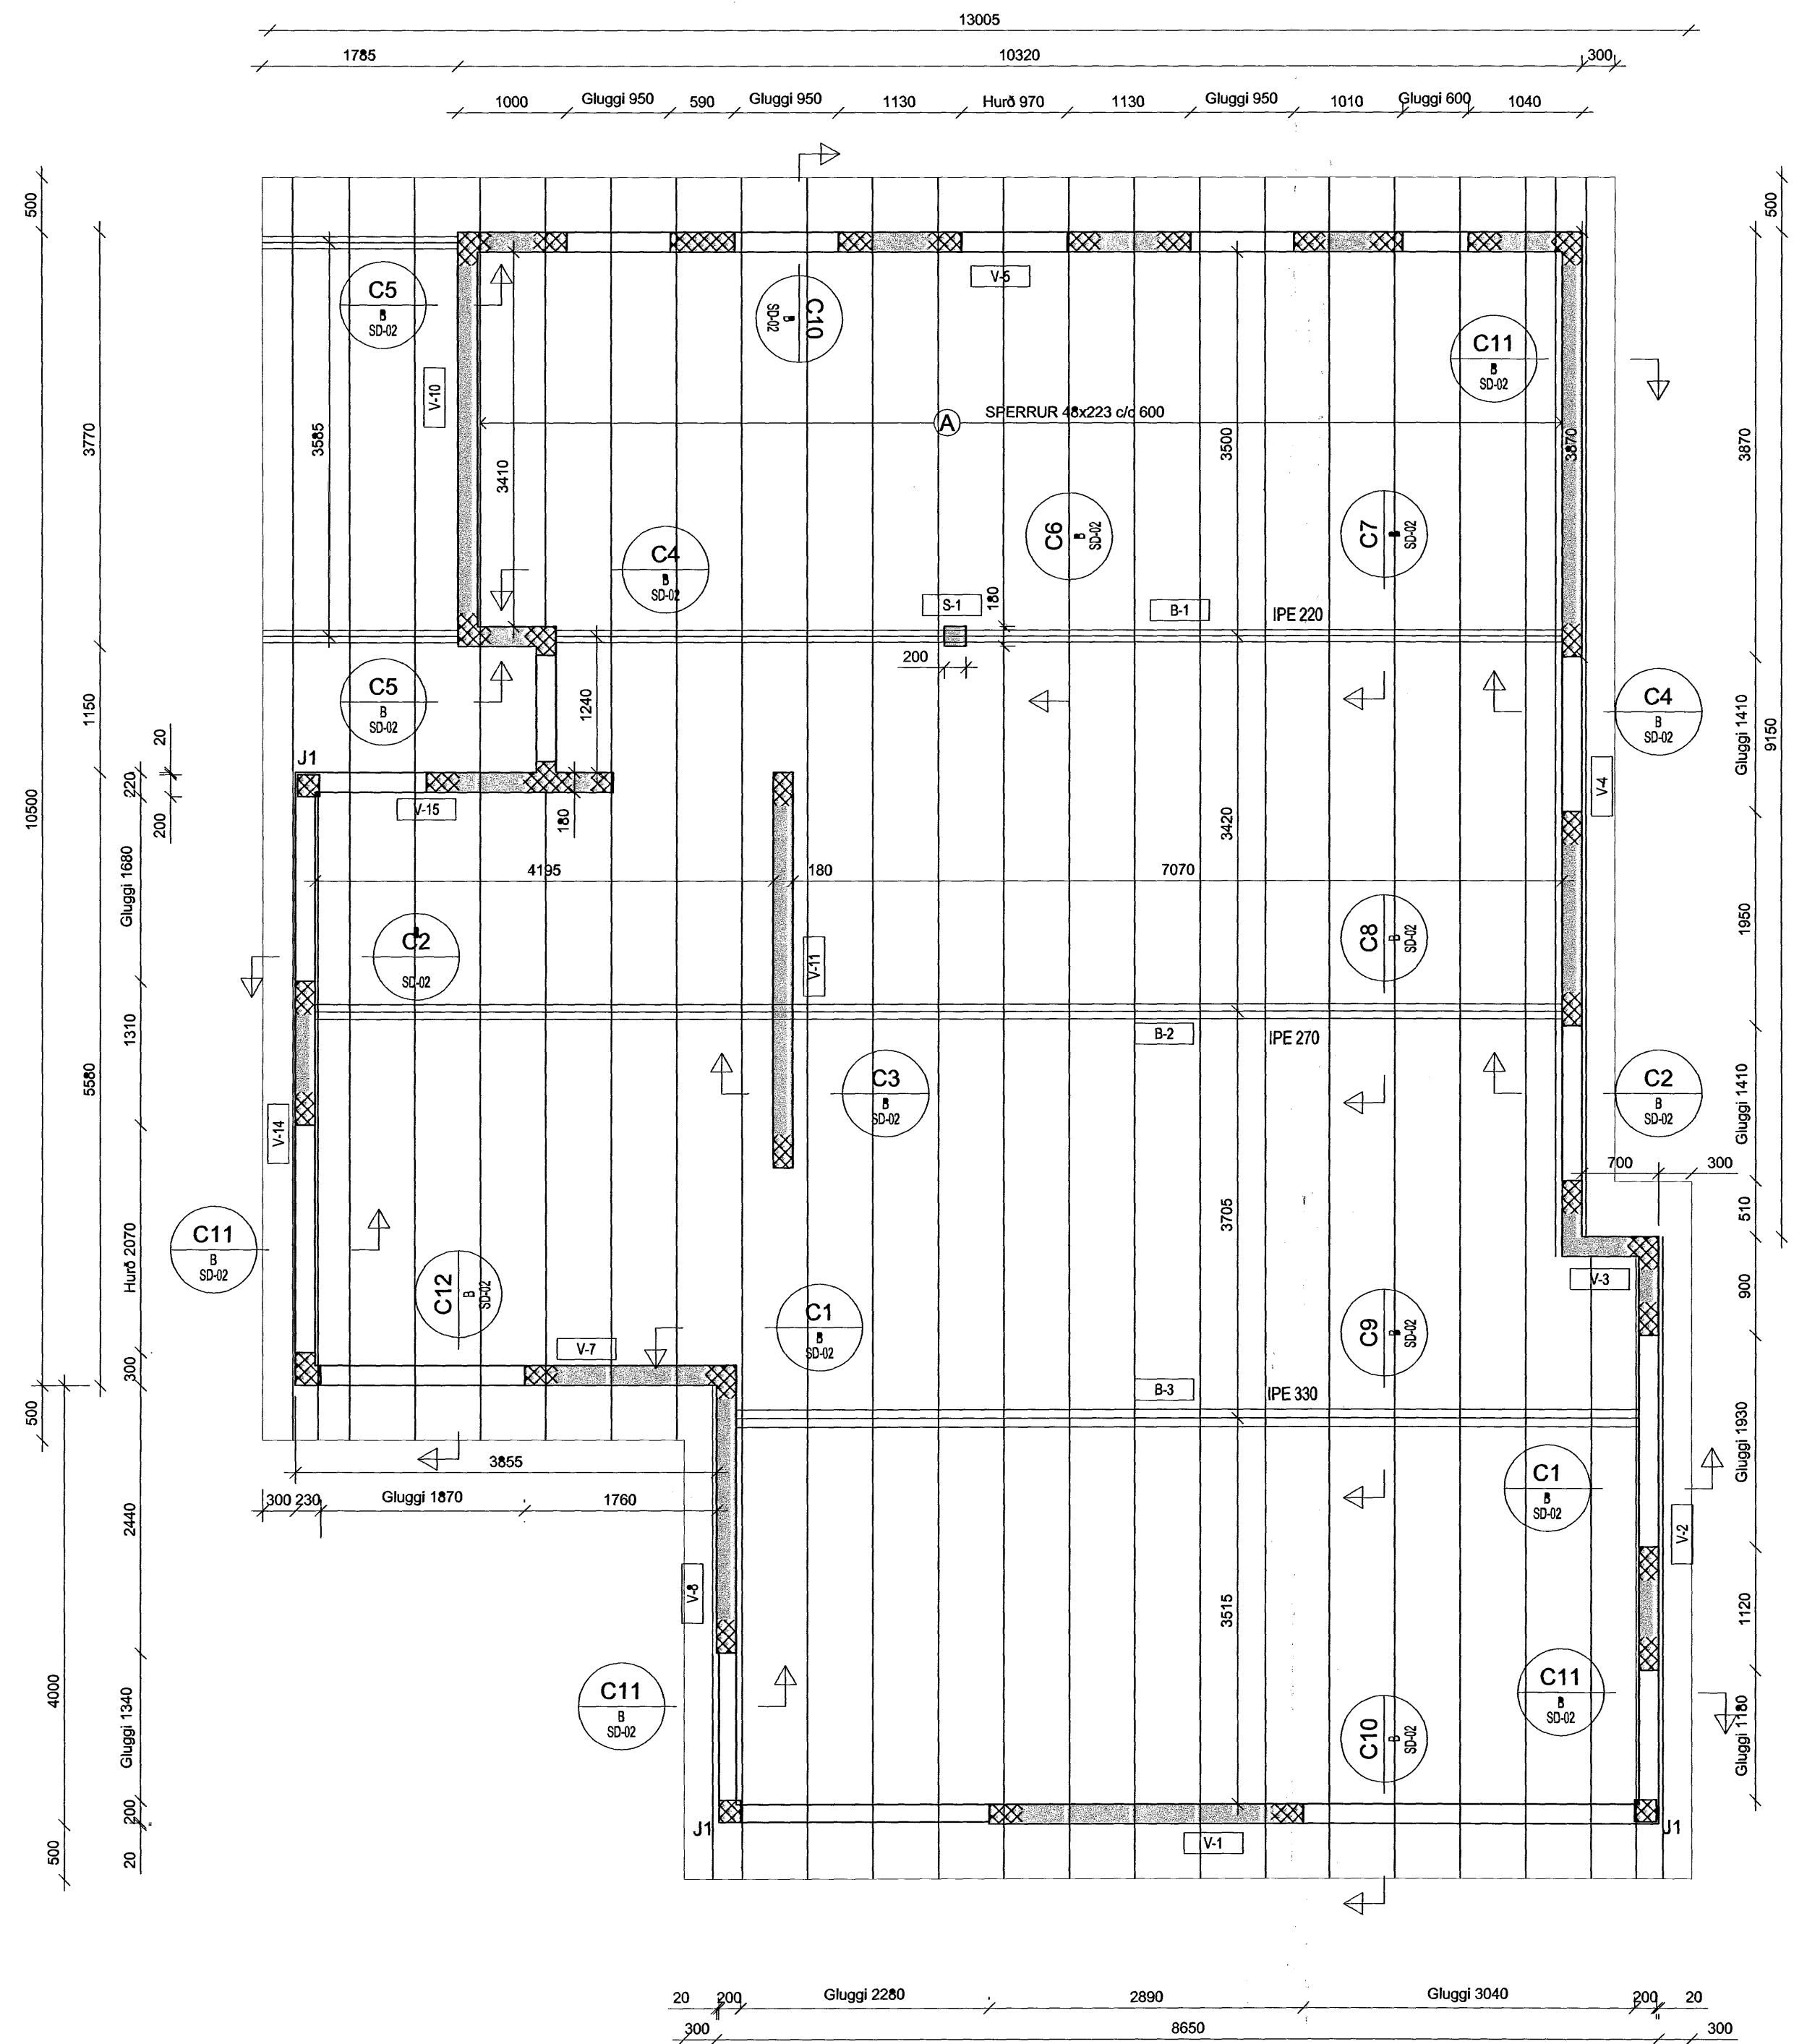 13005
1785
10320
300
1000
Gluggi 950
590
Gluggi 950
1130
Hurð 970
1130
Gluggi 950
1010
Gluggi 600
1040
500
500
C5
B
SD-02
C10
B
SD-02
V-5
C11
B
SD-02
V-10
3770
3585
3410
SPERRUR 48x223 c/c 600
A
3500
3870
3870
C4
B
SD-02
C6
B
SD-02
C7
B
SD-02
S-1
180
B-1
IPE 220
200
C5
B
SD-02
1240
C4
B
SD-02
Gluggi 1410
9150
1150
20
J1
220
200
V-15
180
V-4
10500
Gluggi 1680
4195
180
7070
3420
1950
C2
B
SD-02
V-11
C8
B
SD-02
1310
B-2
IPE 270
5580
C3
B
SD-02
C2
B
SD-02
Gluggi 1410
V-14
700
300
3705
510
C11
B
SD-02
Hurð 2070
C12
B
SD-02
V-3
900
C1
B
SD-02
C9
B
SD-02
V-7
300
B-3
IPE 330
500
3855
Gluggi 1930
300
230
Gluggi 1870
1760
C1
B
SD-02
2440
V-2
V-8
3515
1120
4000
Gluggi 1340
C11
B
SD-02
C10
B
SD-02
C11
B
SD-02
Gluggi 1180
200
J1
V-1
J1
500
20
20
200
Gluggi 2280
2890
Gluggi 3040
200
20
300
8650
300